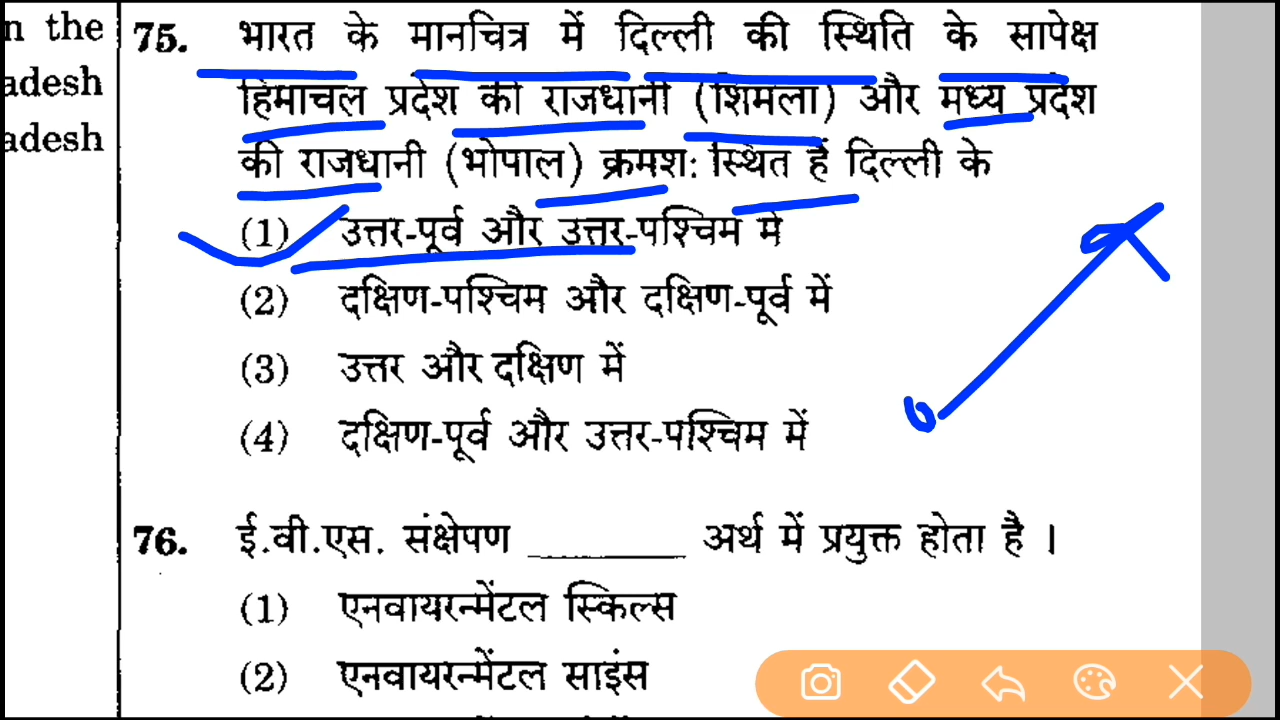 n the
adesh
adesh
75. भारत के मानचित्र में दिल्ली की स्थिति के सापेक्ष
हिमाचल प्रदेश की राजधानी (शिमला) और मध्य प्रदेश
की राजधानी (भोपाल) क्रमश: स्थित हैं दिल्ली के
(1) उत्तर-पूर्व और उत्तर-पश्चिम में
(2) दक्षिण-पश्चिम और दक्षिण-पूर्व में
(3) उत्तर और दक्षिण में
(4) दक्षिण-पूर्व और उत्तर-पश्चिम में
76. ई.वी.एस. संक्षेपण ________ अर्थ में प्रयुक्त होता है ।
(1) एनवायरन्मेंटल स्किल्स
(2) एनवायरन्मेंटल साइंस